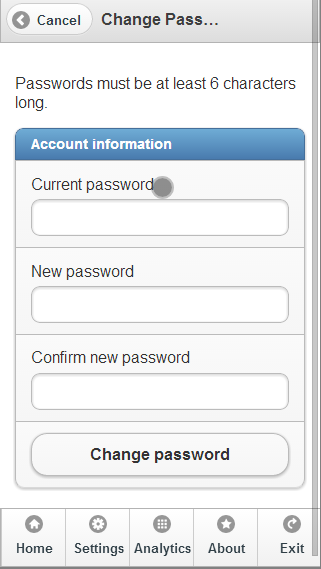 Cancel Change Pass...
Passwords must be at least 6 characters
long.
Account information
Current password
New password
Confirm new password
Change password
Home Settings Analytics About Exit